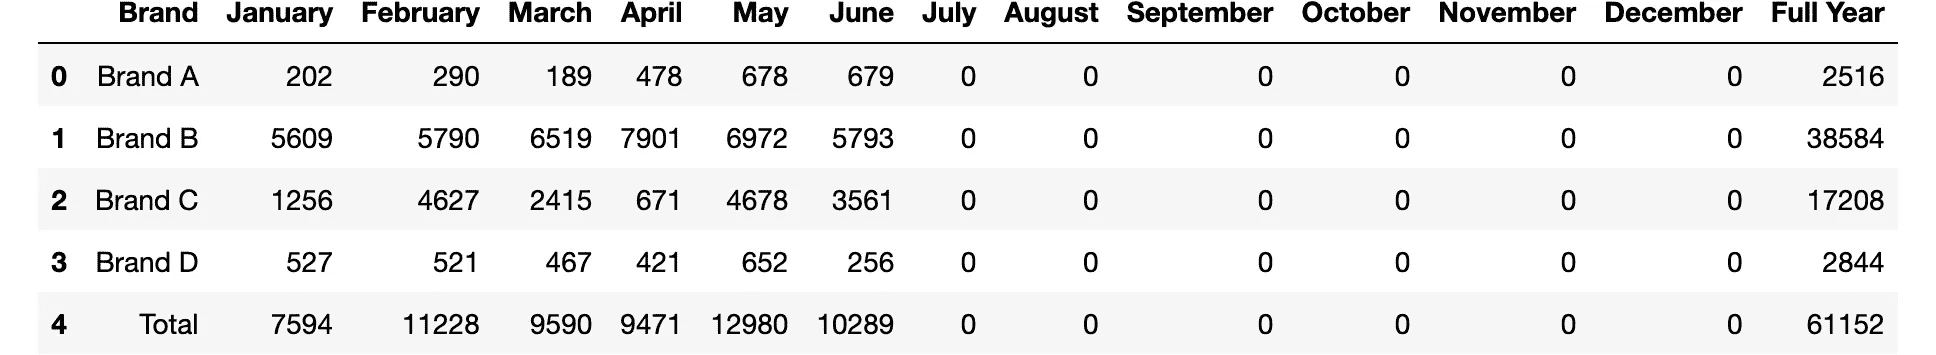 Brand January February March April May June July August September October November December Full Year
0 Brand A 202 290 189 478 678 679 0 0 0 0 0 0 2516
1 Brand B 5609 5790 6519 7901 6972 5793 0 0 0 0 0 0 38584
2 Brand C 1256 4627 2415 671 4678 3561 0 0 0 0 0 0 17208
3 Brand D 527 521 467 421 652 256 0 0 0 0 0 0 2844
4 Total 7594 11228 9590 9471 12980 10289 0 0 0 0 0 0 61152